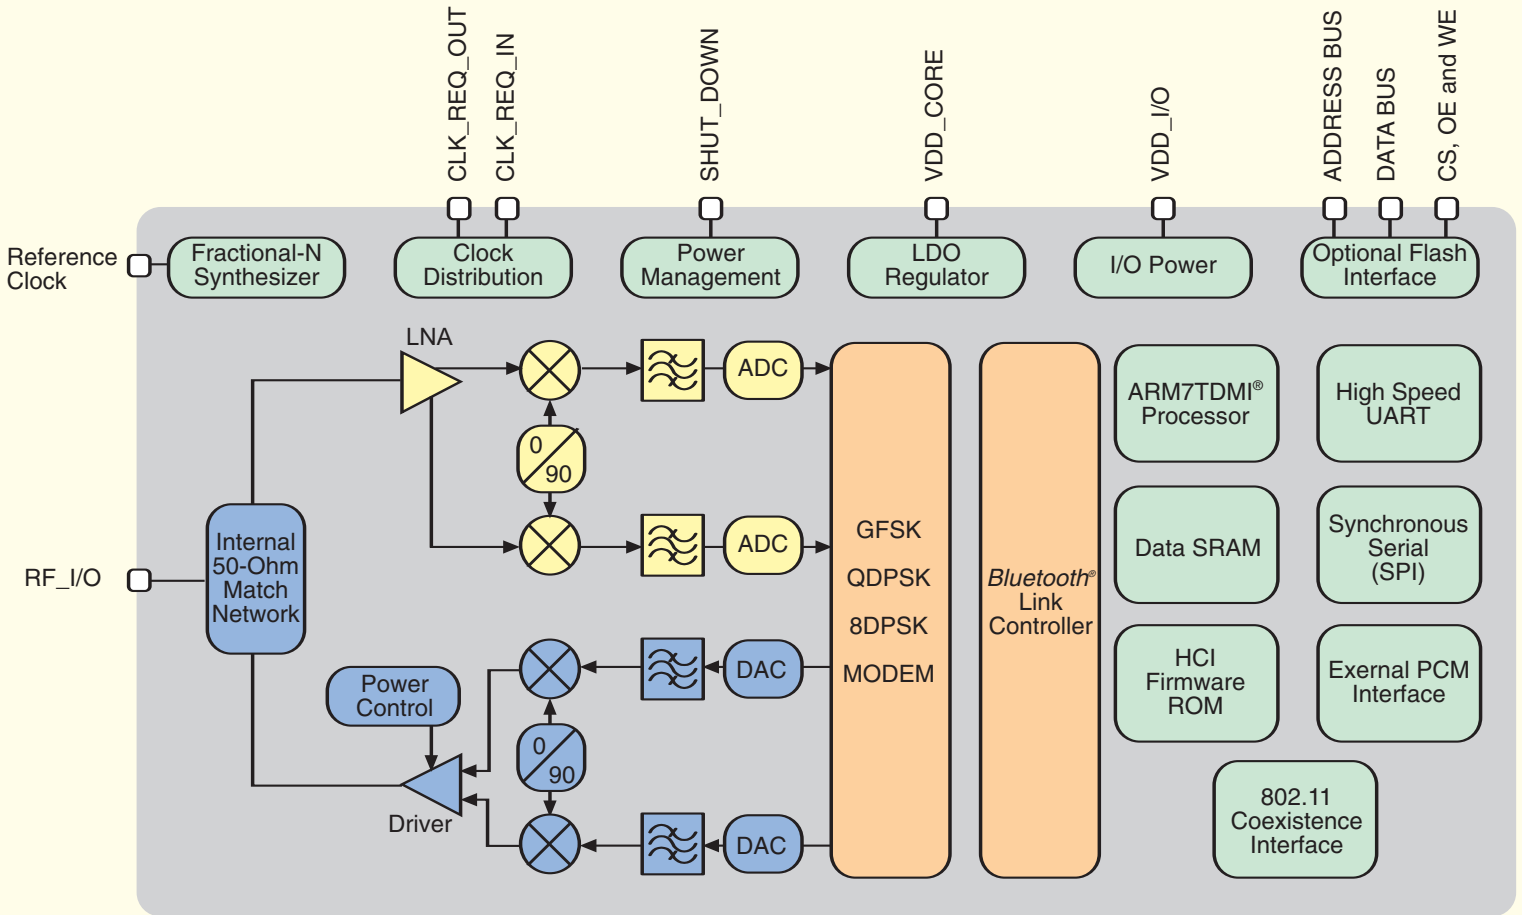 CLK_REQ_OUT
CLK_REQ_IN
SHUT_DOWN
VDD_CORE
VDD_I/O
ADDRESS BUS
DATA BUS
CS, OE and WE
Reference
Clock
Fractional-N
Synthesizer
Clock
Distribution
Power
Management
LDO
Regulator
I/O Power
Optional Flash
Interface
LNA
ADC
0
90
ADC
RF_I/O
Internal
50-Ohm
Match
Network
Power
Control
Driver
DAC
0
90
DAC
GFSK
QDPSK
8DPSK
MODEM
Bluetooth®
Link
Controller
ARM7TDMI®
Processor
High Speed
UART
Data SRAM
Synchronous
Serial
(SPI)
HCI
Firmware
ROM
Exernal PCM
Interface
802.11
Coexistence
Interface